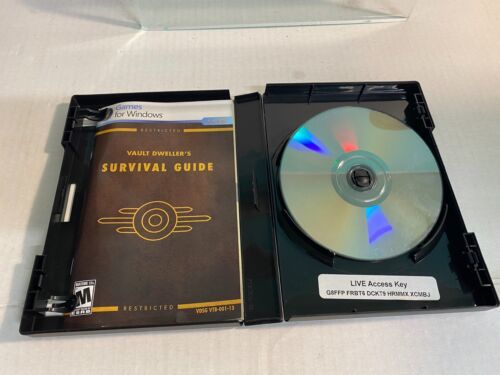 Games
for Windows
RESTRICTED
VAULT DWELLER'S
SURVIVAL GUIDE
M
RESTRICTED
VDSG VTB-001-13
LIVE Access Key
G8FFP FRBT6 DCKT9 HRMMX XCMBJ